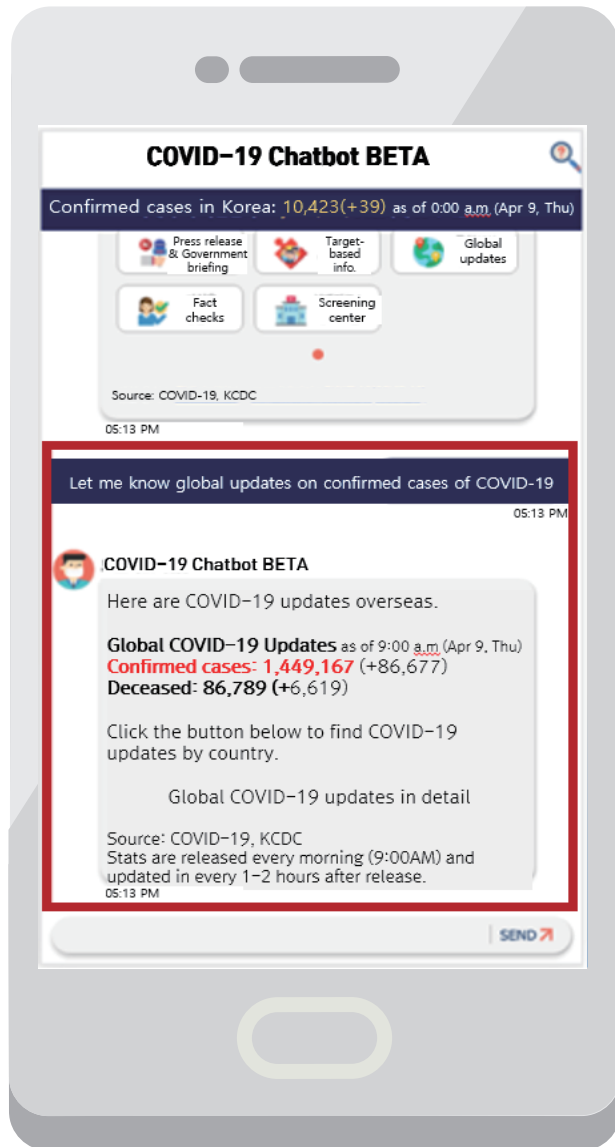 COVID-19 Chatbot BETA
Confirmed cases in Korea: 10,423(+39) as of 0:00 a.m (Apr 9, Thu)
Press release
& Government
briefing
Target-
based
info.
Global
updates
Fact
checks
Screening
center
Source: COVID-19, KCDC
05:13 PM
Let me know global updates on confirmed cases of COVID-19
05:13 PM
COVID-19 Chatbot BETA
Here are COVID-19 updates overseas.
Global COVID-19 Updates as of 9:00 a.m (Apr 9, Thu)
Confirmed cases: 1,449,167 (+86,677)
Deceased: 86,789 (+6,619)
Click the button below to find COVID-19
updates by country.
Global COVID-19 updates in detail
Source: COVID-19, KCDC
Stats are released every morning (9:00AM) and
updated in every 1-2 hours after release.
05:13 PM
SEND